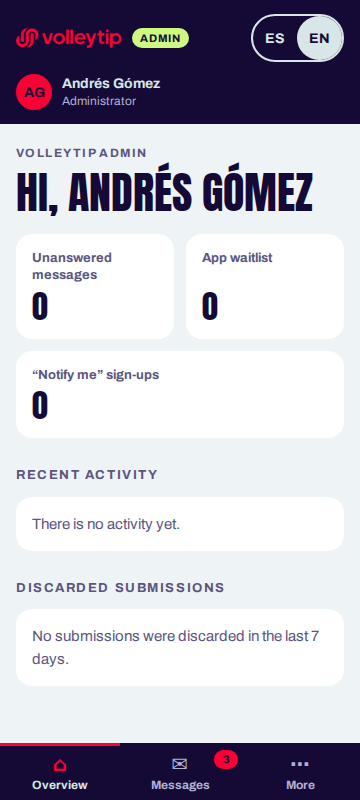 volleytip ADMIN ES EN
AG Andrés Gómez
Administrator
VOLLEYTIP ADMIN
HI, ANDRÉS GÓMEZ
Unanswered
messages
0
App waitlist
0
“Notify me” sign-ups
0
RECENT ACTIVITY
There is no activity yet.
DISCARDED SUBMISSIONS
No submissions were discarded in the last 7
days.
3
Overview Messages More